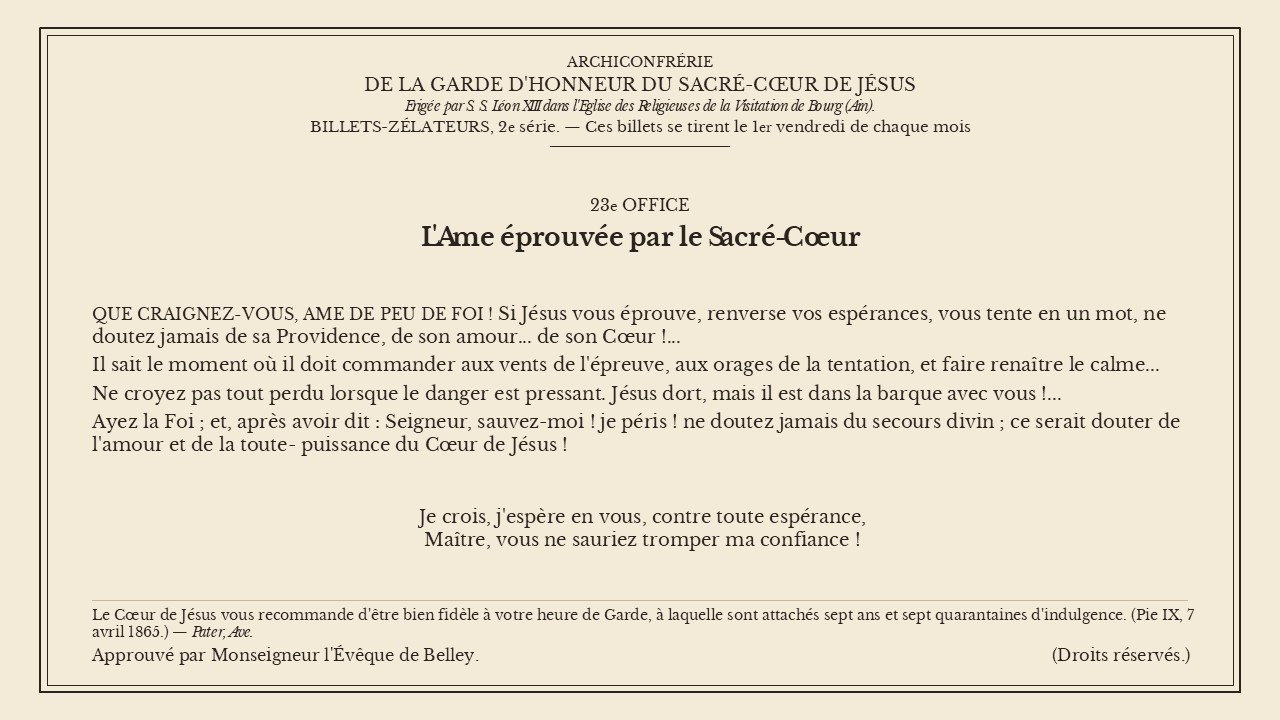 ARCHICONFRÉRIE
DE LA GARDE D'HONNEUR DU SACRÉ-CŒUR DE JÉSUS
Erigée par S. S. Léon XIII dans l'Eglise des Religieuses de la Visitation de Bourg (Ain).
BILLETS-ZÉLATEURS, 2e série. — Ces billets se tirent le 1er vendredi de chaque mois
23e OFFICE
L'Ame éprouvée par le Sacré-Cœur
QUE CRAIGNEZ-VOUS, AME DE PEU DE FOI ! Si Jésus vous éprouve, renverse vos espérances, vous tente en un mot, ne
doutez jamais de sa Providence, de son amour... de son Cœur !...
Il sait le moment où il doit commander aux vents de l'épreuve, aux orages de la tentation, et faire renaître le calme...
Ne croyez pas tout perdu lorsque le danger est pressant. Jésus dort, mais il est dans la barque avec vous !...
Ayez la Foi ; et, après avoir dit : Seigneur, sauvez-moi ! je péris ! ne doutez jamais du secours divin ; ce serait douter de
l'amour et de la toute- puissance du Cœur de Jésus !
Je crois, j'espère en vous, contre toute espérance,
Maître, vous ne sauriez tromper ma confiance !
Le Cœur de Jésus vous recommande d'être bien fidèle à votre heure de Garde, à laquelle sont attachés sept ans et sept quarantaines d'indulgence. (Pie IX, 7
avril 1865.) — Pater, Ave.
Approuvé par Monseigneur l'Évêque de Belley.
(Droits réservés.)